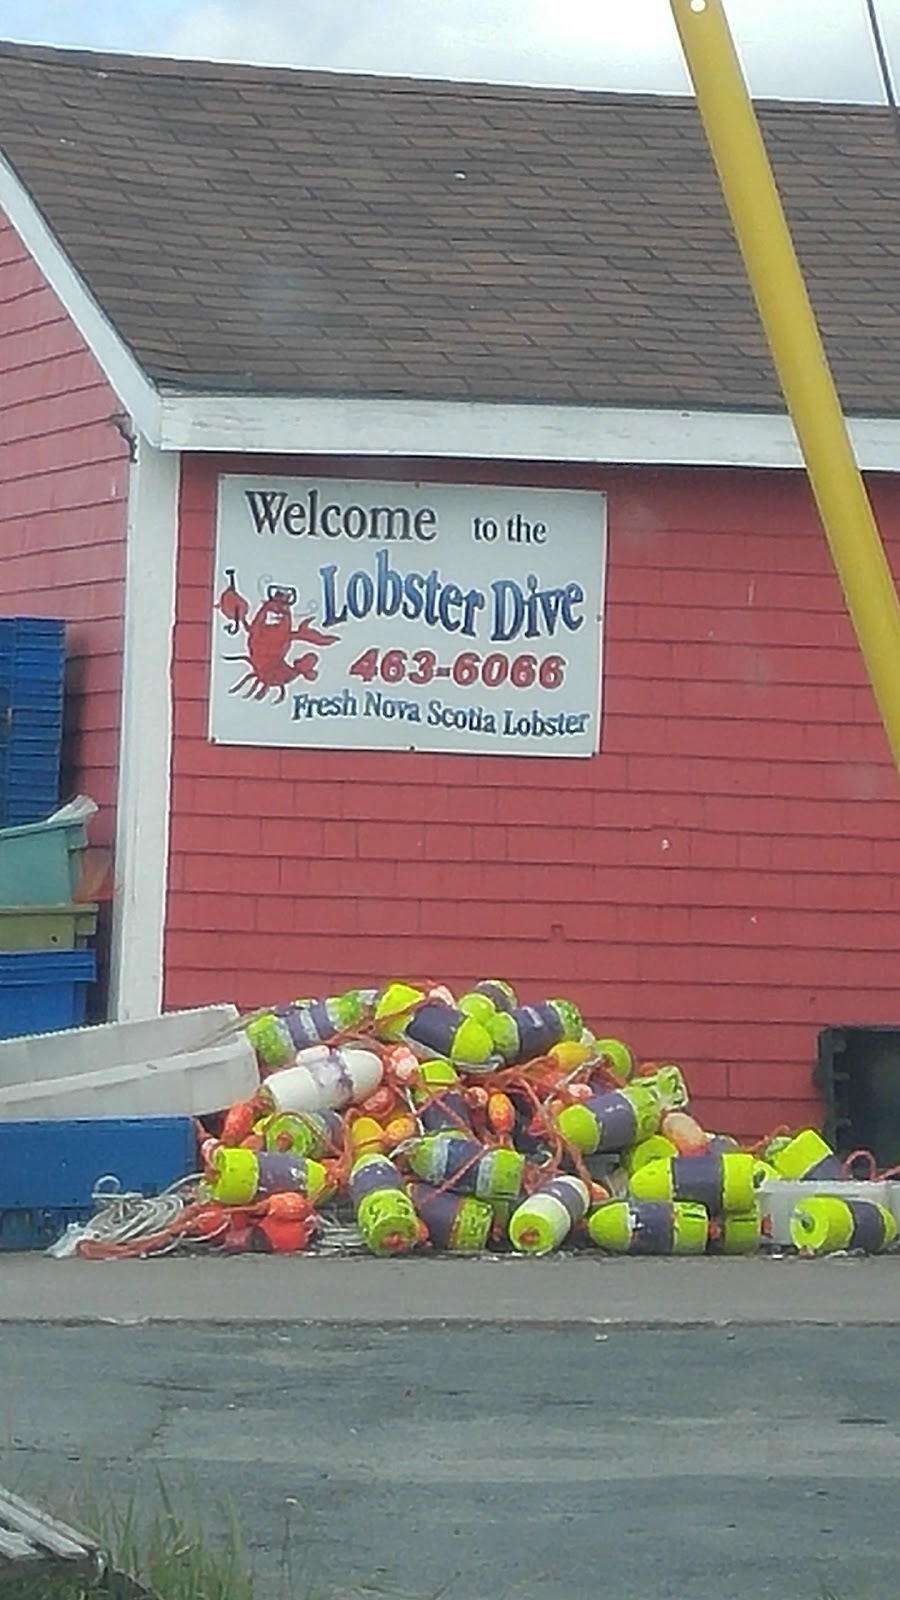 Welcome to the
Lobster Dive
463-6066
Fresh Nova Scotia Lobster